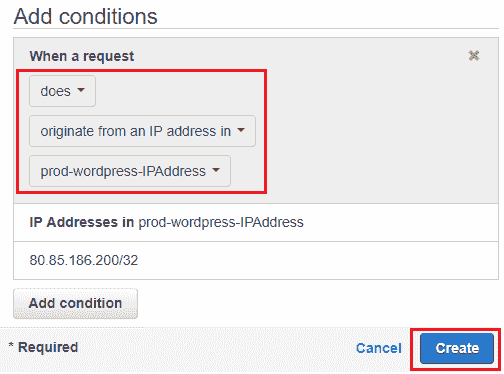 Add conditions
When a request
does
originate from an IP address in
prod-wordpress-IPAddress
IP Addresses in prod-wordpress-IPAddress
80.85.186.200/32
Add condition
* Required
Cancel
Create